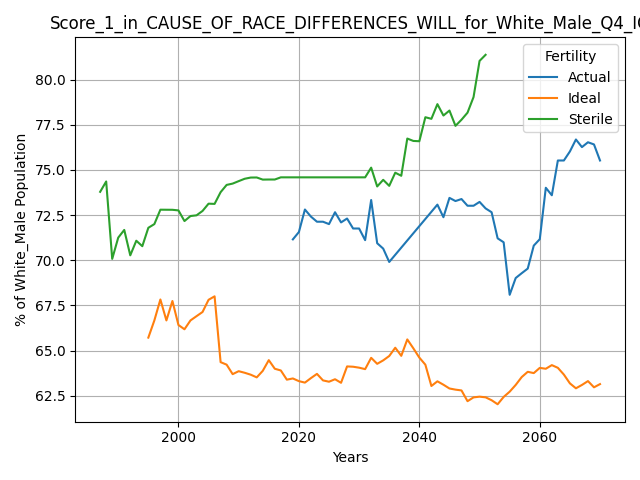 Score_1_in_CAUSE_OF_RACE_DIFFERENCES_WILL_for_White_Male_Q4_I
Fertility
Actual
Ideal
Sterile
% of White_Male Population
80.0
77.5
75.0
72.5
70.0
67.5
65.0
62.5
2000
2020
2040
2060
Years